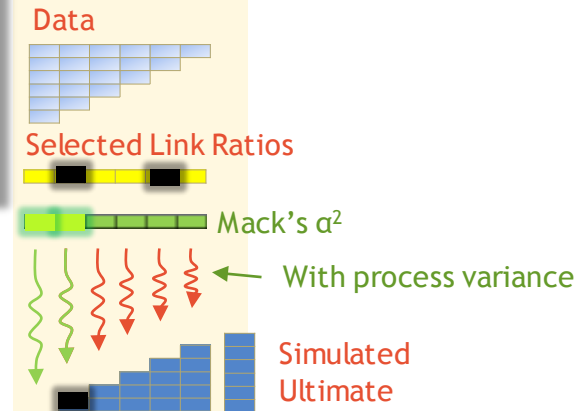 Data
Selected Link Ratios
Mack's α²
With process variance
Simulated
Ultimate